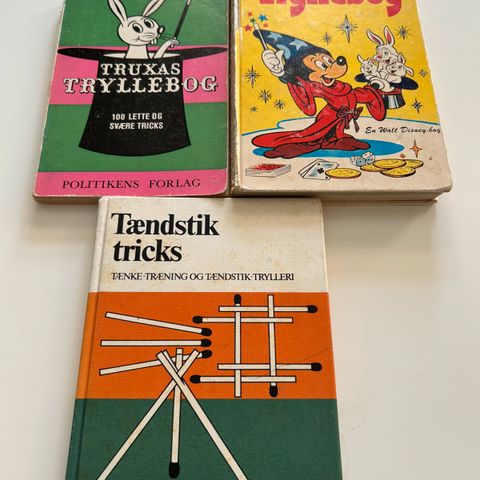 TRUXAS
TRYLLEBOG
100 LETTE OG
SVÆRE TRICKS
POLITIKENS FORLAG
En Walt Disney-bog
Tændstik
tricks
TÆNKE-TRÆNING OG TÆNDSTIK-TRYLLERI